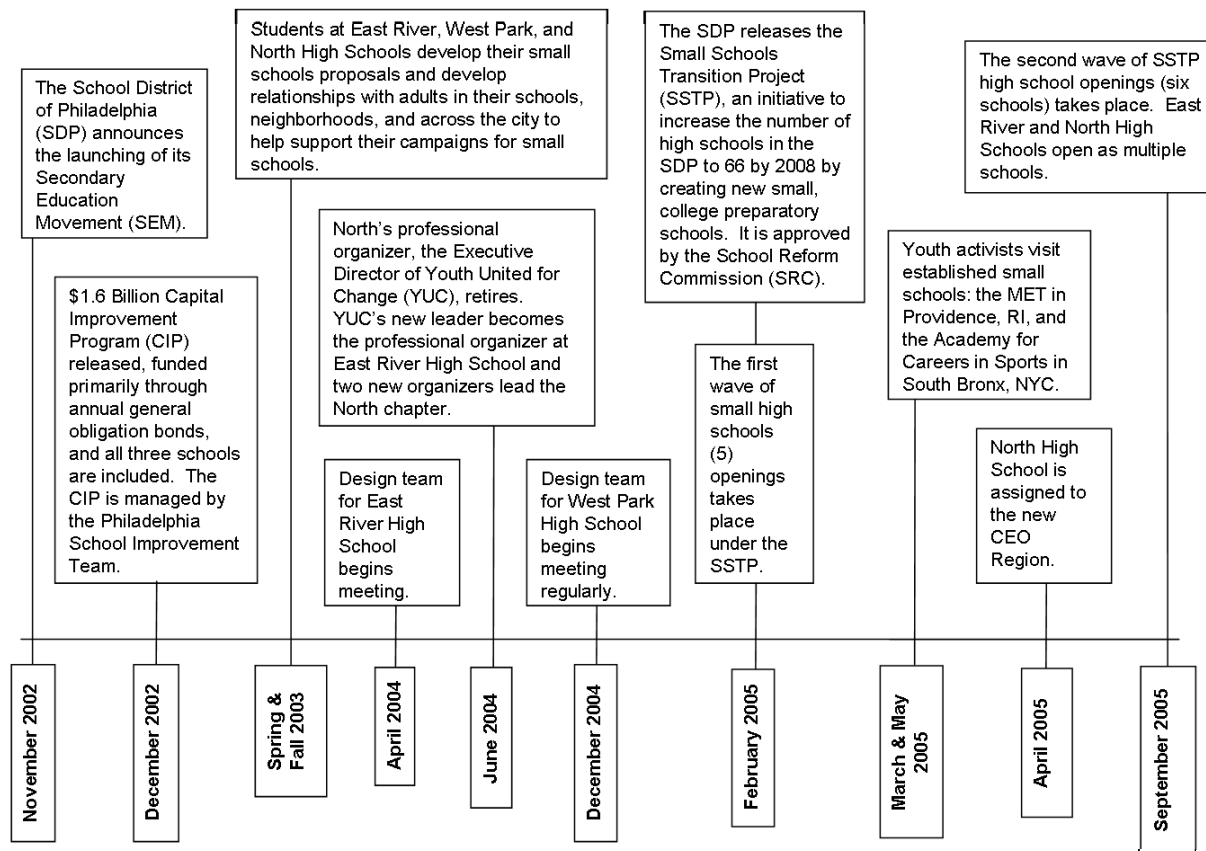 The School District
of Philadelphia
(SDP) announces
the launching of its
Secondary
Education
Movement (SEM).
$1.6 Billion Capital
Improvement
Program (CIP)
released, funded
primarily through
annual general
obligation bonds,
and all three schools
are included.  The
CIP is managed by
the Philadelphia
School Improvement
Team.
Students at East River, West Park, and
North High Schools develop their small
schools proposals and develop
relationships with adults in their schools,
neighborhoods, and across the city to
help support their campaigns for small
schools.
Design team
for East
River High
School
begins
meeting.
North's professional
organizer, the Executive
Director of Youth United for
Change (YUC), retires.
YUC's new leader becomes
the professional organizer at
East River High School and
two new organizers lead the
North chapter.
Design team
for West Park
High School
begins
meeting
regularly.
The SDP releases the
Small Schools
Transition Project
(SSTP), an initiative to
increase the number of
high schools in the
SDP to 66 by 2008 by
creating new small,
college preparatory
schools.  It is approved
by the School Reform
Commission (SRC).
The first
wave of
small high
schools
(5)
openings
takes
place
under the
SSTP.
Youth activists visit
established small
schools: the MET in
Providence, RI, and
the Academy for
Careers in Sports in
South Bronx, NYC.
North High
School is
assigned to
the new
CEO
Region.
The second wave of SSTP
high school openings (six
schools) takes place.  East
River and North High
Schools open as multiple
schools.
November 2002
December 2002
Spring &
Fall 2003
April 2004
June 2004
December 2004
February 2005
March & May
2005
April 2005
September 2005